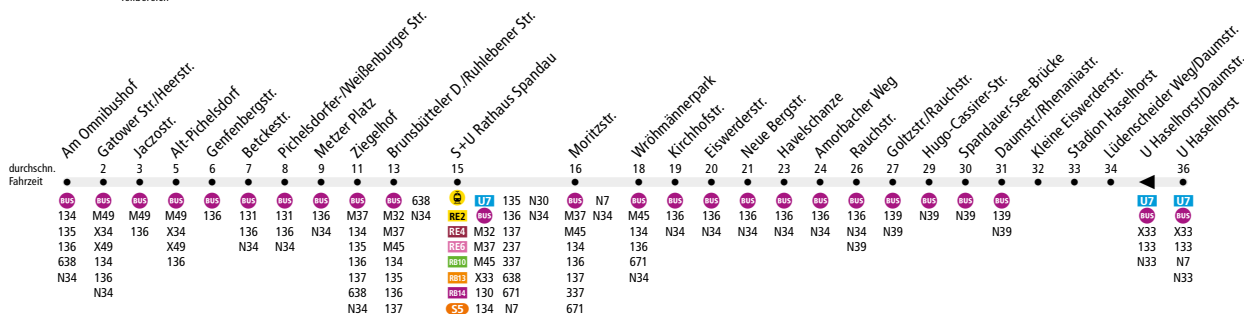 Am Omnibushof
Gatower Str./Heerstr.
Jaczostr.
Alt-Pichelsdorf
Genfenbergstr.
Betckestr.
Pichelsdorfer-/Weißenburger Str.
Metzer Platz
Ziegelhof
Brunsbütteler D./Ruhlebener Str.
S+U Rathaus Spandau
Moritzstr.
Wröhmännerpark
Kirchhofstr.
Eiswerderstr.
Neue Bergstr.
Havelschanze
Amorbacher Weg
Rauchstr.
Goltzstr./Rauchstr.
Hugo-Cassirer-Str.
Spandauer-See-Brücke
Daumstr./Rhenaniastr.
Kleine Eiswerderstr.
Stadion Haselhorst
Lüdenscheider Weg/Daumstr.
U Haselhorst/Daumstr.
U Haselhorst
durchschn. 2 3 5 6 7 8 9 11 13 15 16 18 19 20 21 23 24 26 27 29 30 31 32 33 34 36
Fahrzeit
BUS BUS BUS BUS BUS BUS BUS BUS BUS BUS 638 U7 135 N30 BUS N7 BUS BUS BUS BUS BUS BUS BUS BUS BUS BUS BUS U7 U7
134 M49 M49 M49 136 131 131 136 M37 M32 N34 RE2 BUS 136 N34 M37 N34 M45 136 136 136 136 136 136 139 N39 N39 139 BUS BUS
135 X34 136 X34 136 136 N34 134 M37 RE4 M32 137 M45 134 N34 N34 N34 N34 N34 N34 N39 N39 X33 X33
136 X49 X49 N34 N34 135 M45 RE6 M37 237 134 136 N39 133 133
638 134 136 136 134 RB10 M45 337 136 671 N33 N7
N34 136 137 135 RB13 X33 638 137 N34 N33
N34 638 136 RB14 130 671 337
N34 137 S5 134 N7 671